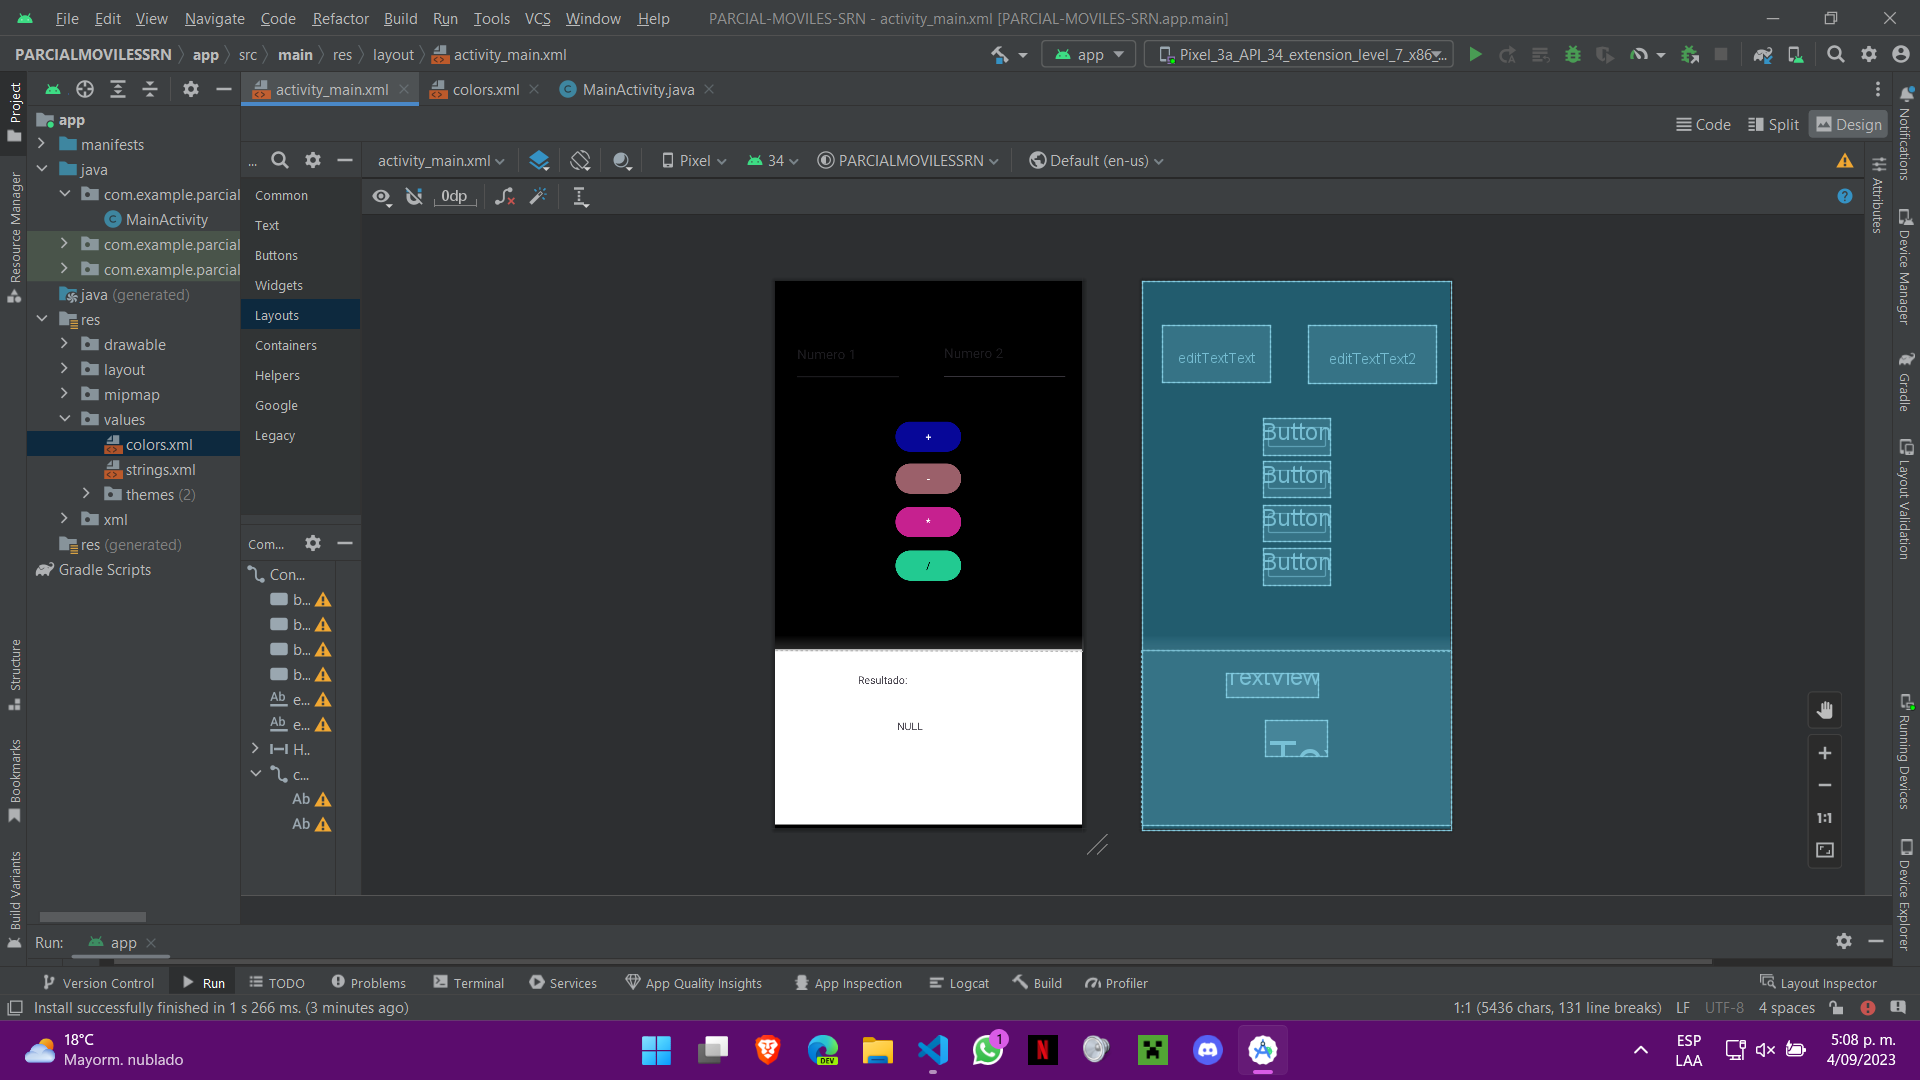 File Edit View Navigate Code Refactor Build Run Tools VCS Window Help PARCIAL-MOVILES-SRN - activity_main.xml [PARCIAL-MOVILES-SRN.app.main]
PARCIALMOVILESSRN app src main res layout activity_main.xml app Pixel_3a_API_34_extension_level_7_x86
activity_main.xml colors.xml MainActivity.java
Code Split Design
... activity_main.xml Pixel 34 PARCIALMOVILESSRN Default (en-us)
0dp
Project
Resource Manager
Structure
Bookmarks
Build Variants
app
manifests
java
com.example.parcial
MainActivity
com.example.parcial
com.example.parcial
java (generated)
res
drawable
layout
mipmap
values
colors.xml
strings.xml
themes (2)
xml
res (generated)
Gradle Scripts
Common
Text
Buttons
Widgets
Layouts
Containers
Helpers
Google
Legacy
Com...
Con...
b...
b...
b...
b...
Ab e...
Ab e...
H..
c...
Ab
Ab
Numero 1 Numero 2
+
-
*
/
Resultado:
NULL
editTextText editTextText2
Button
Button
Button
Button
TextView
1:1
Notifications
Attributes
Device Manager
Gradle
Layout Validation
Running Devices
Device Explorer
Run: app
Version Control Run TODO Problems Terminal Services App Quality Insights App Inspection Logcat Build Profiler Layout Inspector
Install successfully finished in 1 s 266 ms. (3 minutes ago) 1:1 (5436 chars, 131 line breaks) LF UTF-8 4 spaces
18°C
Mayorm. nublado
DEV
1
N
ESP
LAA
5:08 p. m.
4/09/2023